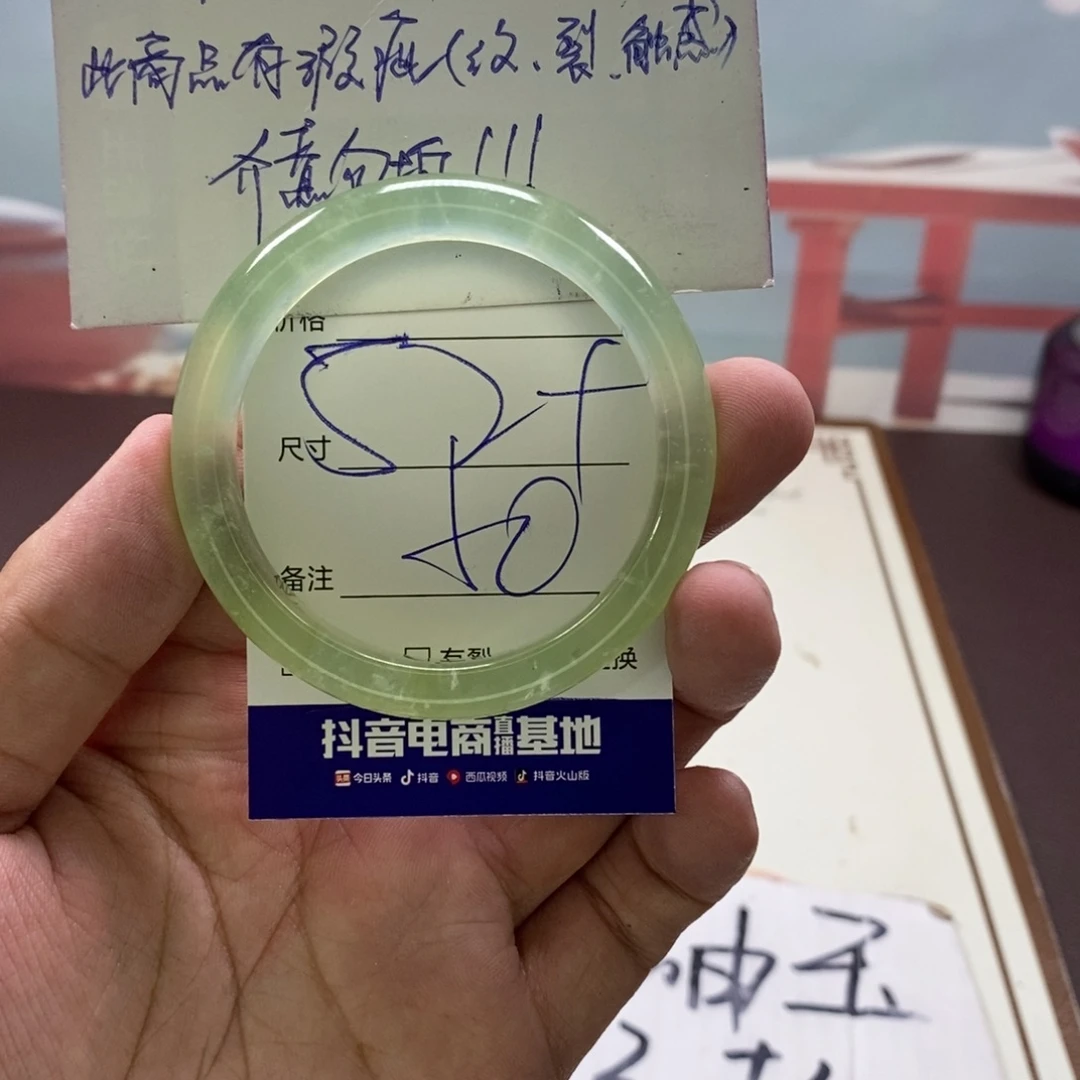 此商品有瑕疵(纹、裂、触感)
介意勿拍!!!
价格
尺寸
备注
有裂 换
抖音电商直播基地
今日头条 抖音 西瓜视频 抖音火山版
岫玉